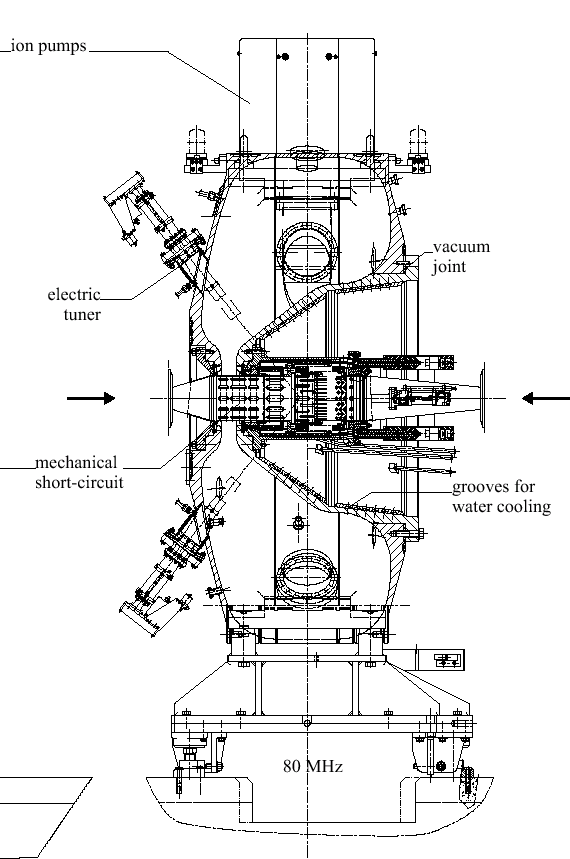 ion pumps
vacuum
joint
electric
tuner
mechanical
short-circuit
grooves for
water cooling
80 MHz